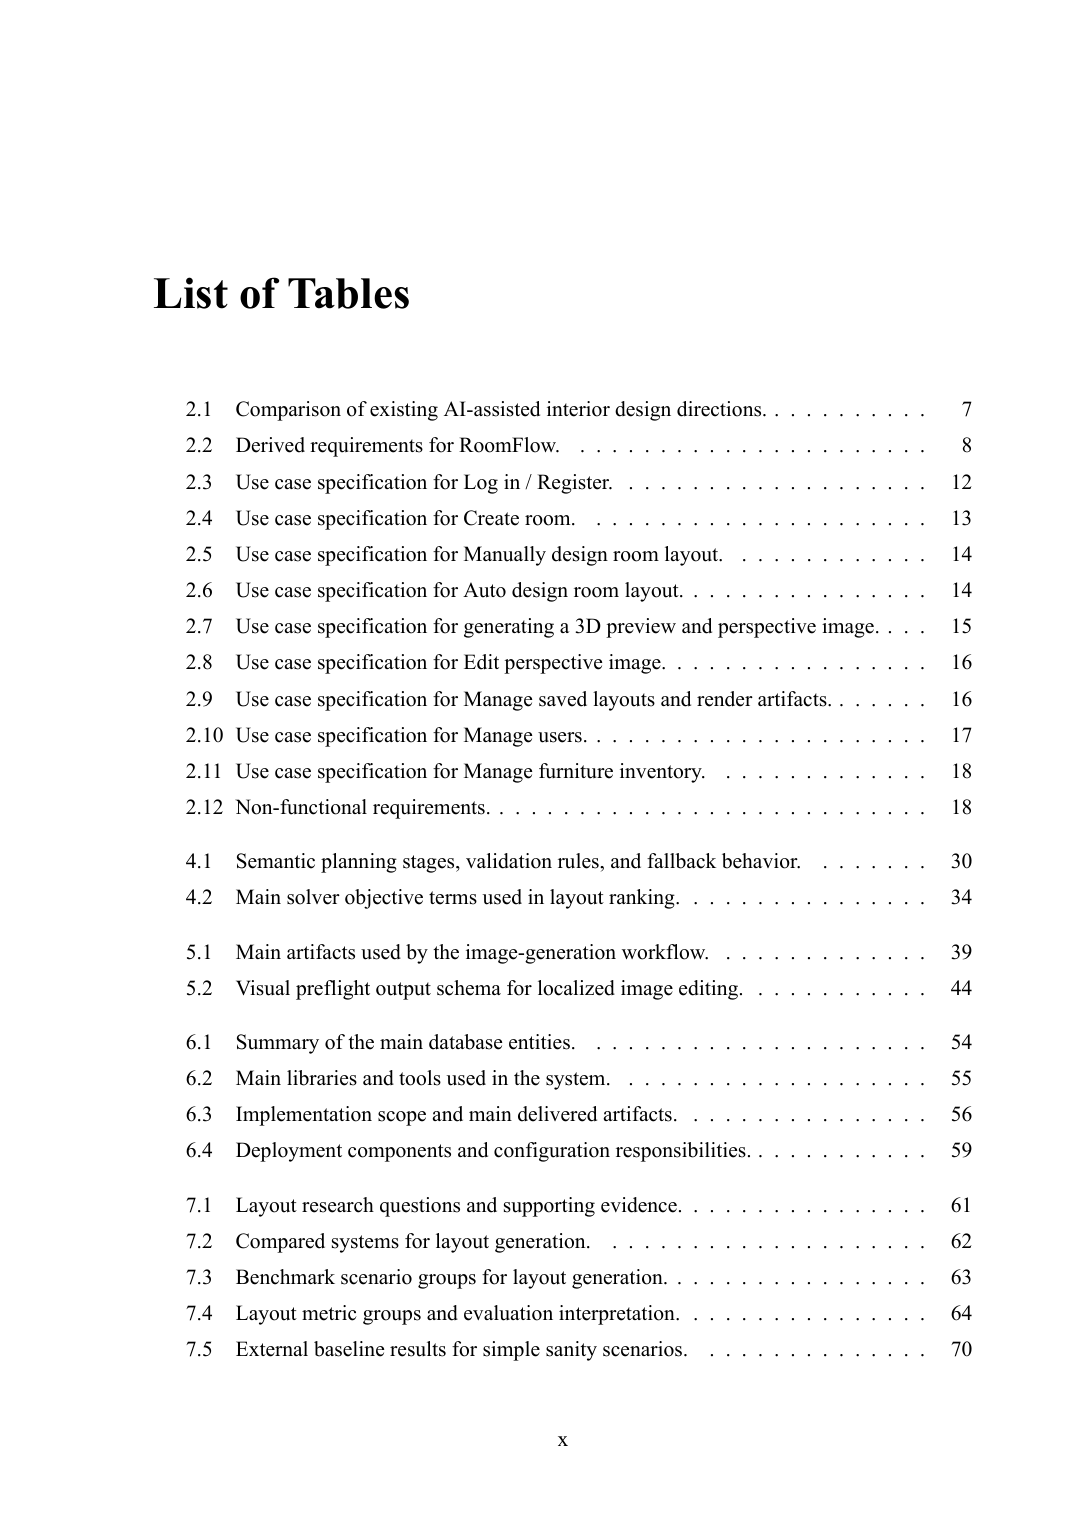 List of Tables
2.1 Comparison of existing AI-assisted interior design directions. . . . . . . . . . . 7
2.2 Derived requirements for RoomFlow. . . . . . . . . . . . . . . . . . . . . . . 8
2.3 Use case specification for Log in / Register. . . . . . . . . . . . . . . . . . . . 12
2.4 Use case specification for Create room. . . . . . . . . . . . . . . . . . . . . . 13
2.5 Use case specification for Manually design room layout. . . . . . . . . . . . . 14
2.6 Use case specification for Auto design room layout. . . . . . . . . . . . . . . . 14
2.7 Use case specification for generating a 3D preview and perspective image. . . . 15
2.8 Use case specification for Edit perspective image. . . . . . . . . . . . . . . . . 16
2.9 Use case specification for Manage saved layouts and render artifacts. . . . . . . 16
2.10 Use case specification for Manage users. . . . . . . . . . . . . . . . . . . . . . 17
2.11 Use case specification for Manage furniture inventory. . . . . . . . . . . . . . 18
2.12 Non-functional requirements. . . . . . . . . . . . . . . . . . . . . . . . . . . . 18
4.1 Semantic planning stages, validation rules, and fallback behavior. . . . . . . . 30
4.2 Main solver objective terms used in layout ranking. . . . . . . . . . . . . . . . 34
5.1 Main artifacts used by the image-generation workflow. . . . . . . . . . . . . . 39
5.2 Visual preflight output schema for localized image editing. . . . . . . . . . . . 44
6.1 Summary of the main database entities. . . . . . . . . . . . . . . . . . . . . . 54
6.2 Main libraries and tools used in the system. . . . . . . . . . . . . . . . . . . . 55
6.3 Implementation scope and main delivered artifacts. . . . . . . . . . . . . . . . 56
6.4 Deployment components and configuration responsibilities. . . . . . . . . . . . 59
7.1 Layout research questions and supporting evidence. . . . . . . . . . . . . . . . 61
7.2 Compared systems for layout generation. . . . . . . . . . . . . . . . . . . . . 62
7.3 Benchmark scenario groups for layout generation. . . . . . . . . . . . . . . . . 63
7.4 Layout metric groups and evaluation interpretation. . . . . . . . . . . . . . . . 64
7.5 External baseline results for simple sanity scenarios. . . . . . . . . . . . . . . 70
x